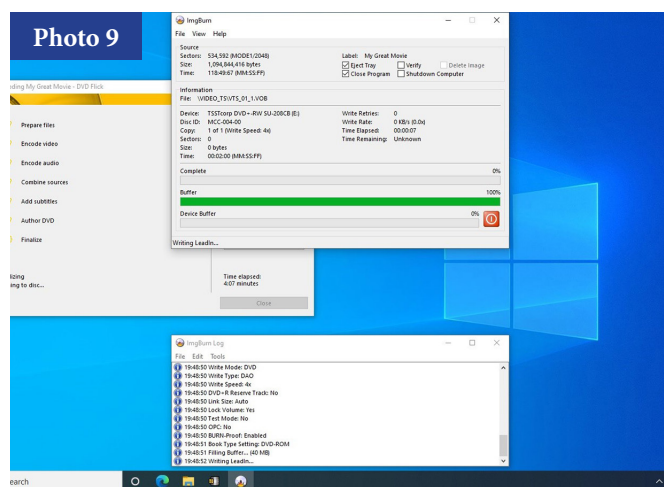 Photo 9
ImgBurn
File View Help
Source
Sectors: 534,592 (MODE1/2048)
Size: 1,094,844,416 bytes
Time: 118:49:67 (MM:SS:FF)
Label: My Great Movie
Eject Tray Verify Delete Image
Close Program Shutdown Computer
Information
File: \VIDEO_TS\VTS_01_1.VOB
Device: TSSTcorp DVD+-RW SU-208CB (E:)
Disc ID: MCC-004-00
Copy: 1 of 1 (Write Speed: 4x)
Sectors: 0
Size: 0 bytes
Time: 00:02:00 (MM:SS:FF)
Write Retries: 0
Write Rate: 0 KB/s (0.0x)
Time Elapsed: 00:00:07
Time Remaining: Unknown
Complete 0%
Buffer 100%
Device Buffer 0%
Writing LeadIn...
ding My Great Movie - DVD Flick
Prepare files
Encode video
Encode audio
Combine sources
Add subtitles
Author DVD
Finalize
lizing
ing to disc...
Time elapsed:
4:07 minutes
Close
ImgBurn Log
File Edit Tools
19:48:50 Write Mode: DVD
19:48:50 Write Type: DAO
19:48:50 Write Speed: 4x
19:48:50 DVD+R Reserve Track: No
19:48:50 Link Size: Auto
19:48:50 Lock Volume: Yes
19:48:50 Test Mode: No
19:48:50 OPC: No
19:48:50 BURN-Proof: Enabled
19:48:51 Book Type Setting: DVD-ROM
19:48:51 Filling Buffer... (40 MB)
19:48:52 Writing LeadIn...
earch